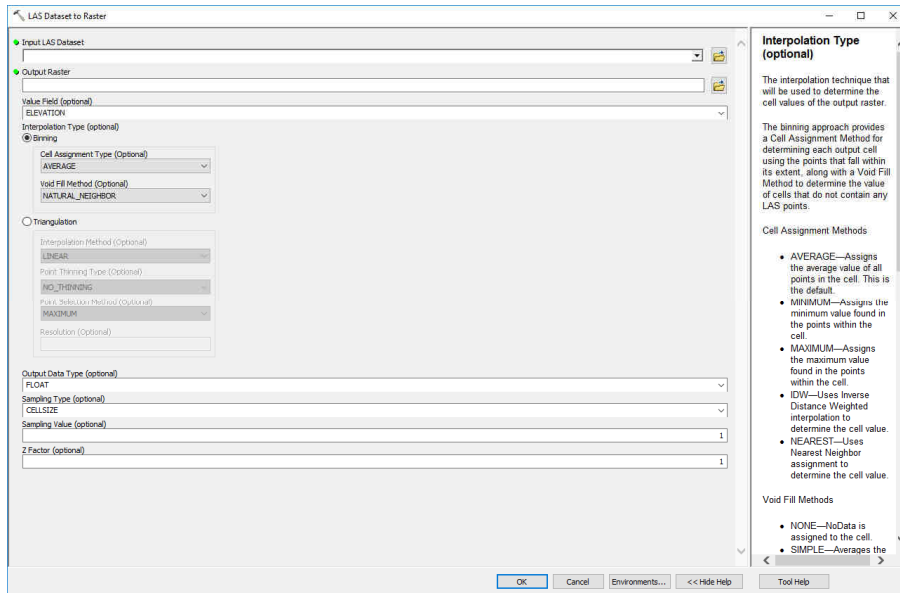 LAS Dataset to Raster
Input LAS Dataset
Output Raster
Value Field (optional)
ELEVATION
Interpolation Type (optional)
Binning
Cell Assignment Type (Optional)
AVERAGE
Void Fill Method (Optional)
NATURAL_NEIGHBOR
Triangulation
Interpolation Method (Optional)
LINEAR
Point Thinning Type (Optional)
NO_THINNING
Point Selection Method (Optional)
MAXIMUM
Resolution (Optional)
Output Data Type (optional)
FLOAT
Sampling Type (optional)
CELLSIZE
Sampling Value (optional)
1
Z Factor (optional)
1
OK
Cancel
Environments...
<< Hide Help
Tool Help
Interpolation Type
(optional)
The interpolation technique that
will be used to determine the
cell values of the output raster.
The binning approach provides
a Cell Assignment Method for
determining each output cell
using the points that fall within
its extent, along with a Void Fill
Method to determine the value
of cells that do not contain any
LAS points.
Cell Assignment Methods
• AVERAGE—Assigns
the average value of all
points in the cell. This is
the default.
• MINIMUM—Assigns the
minimum value found in
the points within the
cell.
• MAXIMUM—Assigns
the maximum value
found in the points
within the cell.
• IDW—Uses Inverse
Distance Weighted
interpolation to
determine the cell value.
• NEAREST—Uses
Nearest Neighbor
assignment to
determine the cell value.
Void Fill Methods
• NONE—NoData is
assigned to the cell.
• SIMPLE—Averages the